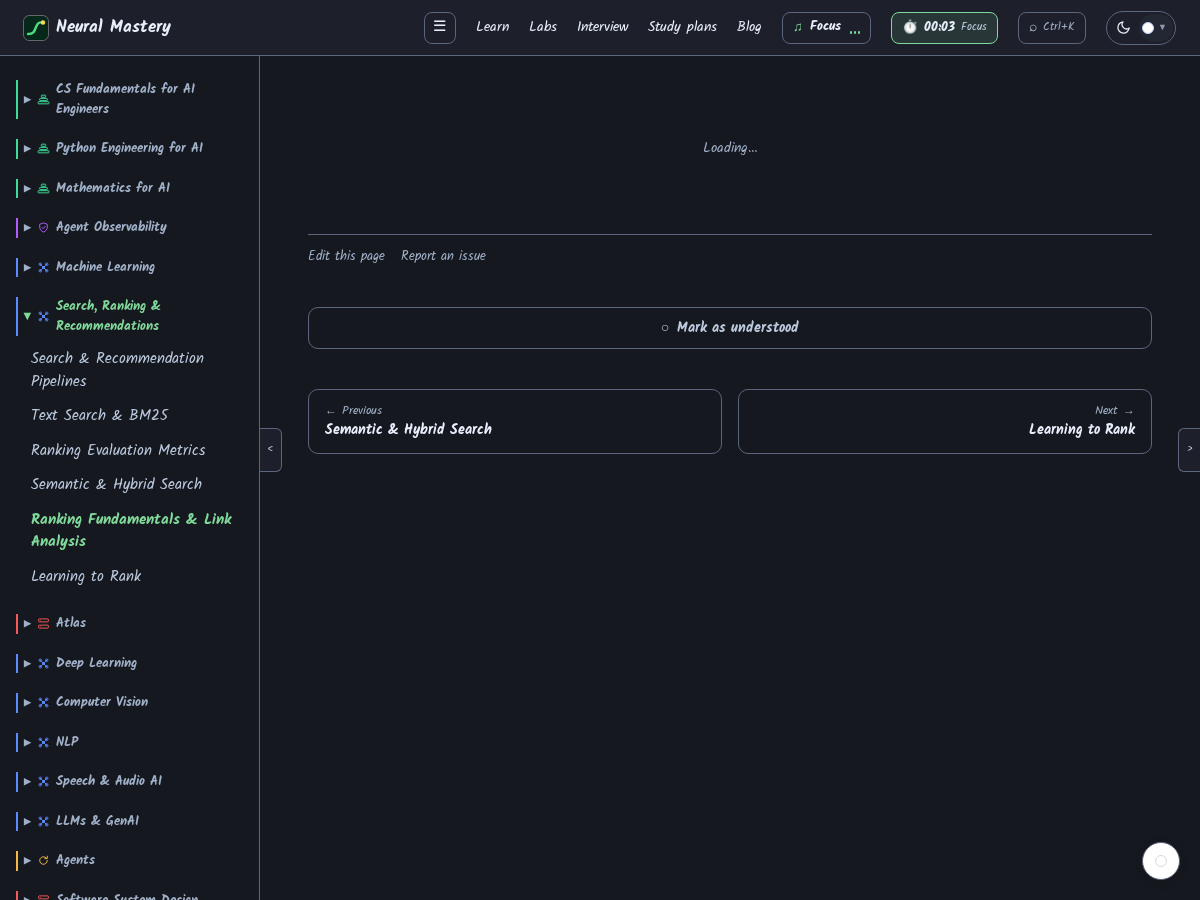 Neural Mastery
☰ Learn Labs Interview Study plans Blog ♫ Focus ... ⏱ 00:03 Focus ⌕ Ctrl+K ▾
▶ CS Fundamentals for AI
Engineers
▶ Python Engineering for AI
▶ Mathematics for AI
▶ Agent Observability
▶ Machine Learning
▼ Search, Ranking &
Recommendations
Search & Recommendation
Pipelines
Text Search & BM25
Ranking Evaluation Metrics
Semantic & Hybrid Search
Ranking Fundamentals & Link
Analysis
Learning to Rank
▶ Atlas
▶ Deep Learning
▶ Computer Vision
▶ NLP
▶ Speech & Audio AI
▶ LLMs & GenAI
▶ Agents
▶ Software System Design
<
Loading...
Edit this page Report an issue
○ Mark as understood
← Previous
Semantic & Hybrid Search
Next →
Learning to Rank
>